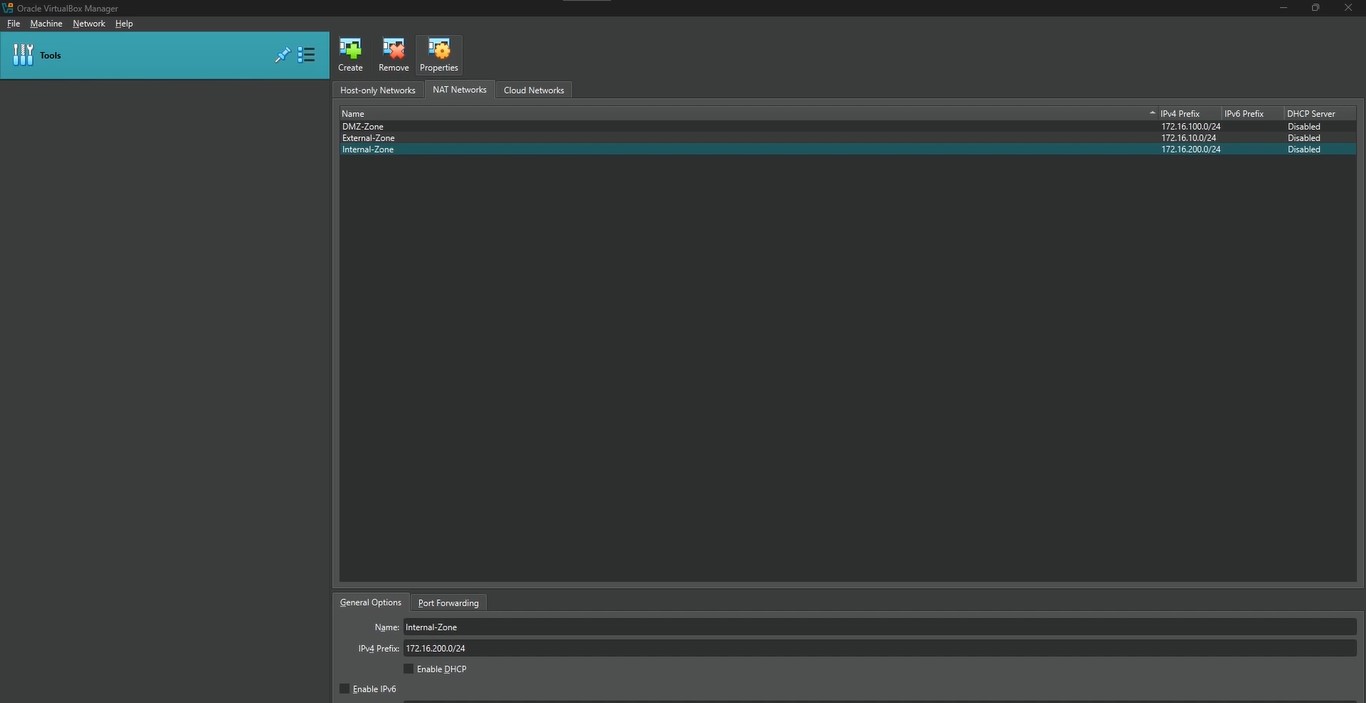 Oracle VirtualBox Manager
File Machine Network Help
Tools
Create Remove Properties
Host-only Networks NAT Networks Cloud Networks
Name IPv4 Prefix IPv6 Prefix DHCP Server
DMZ-Zone 172.16.100.0/24 Disabled
External-Zone 172.16.10.0/24 Disabled
Internal-Zone 172.16.200.0/24 Disabled
General Options Port Forwarding
Name: Internal-Zone
IPv4 Prefix: 172.16.200.0/24
Enable DHCP
Enable IPv6